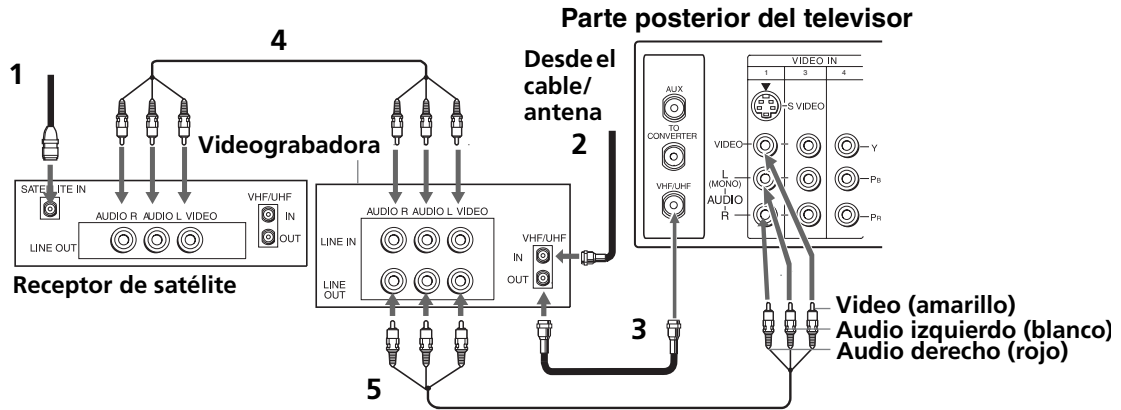 Parte posterior del televisor
4
1
Desde el
cable/
antena
2
VIDEO IN
1 3 4
AUX
S VIDEO
TO
CONVERTER
VIDEO
Y
L
(MONO)
AUDIO
R
PB
PR
VHF/UHF
Videograbadora
SATELLITE IN
AUDIO R AUDIO L VIDEO
VHF/UHF
IN
OUT
LINE OUT
Receptor de satélite
AUDIO R AUDIO L VIDEO
LINE IN
VHF/UHF
IN
OUT
LINE
OUT
3
5
Video (amarillo)
Audio izquierdo (blanco)
Audio derecho (rojo)